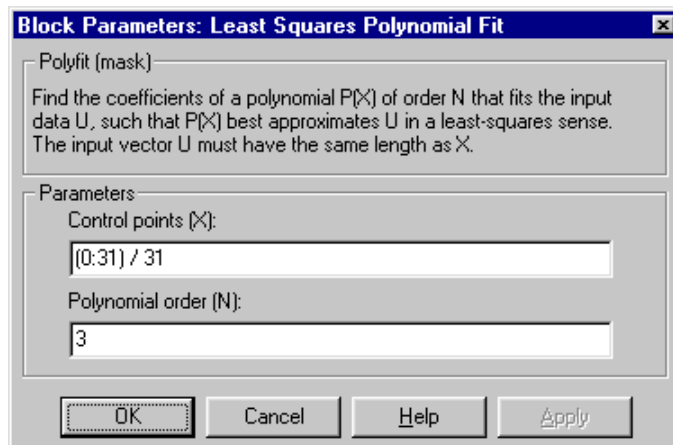 Block Parameters: Least Squares Polynomial Fit
Polyfit (mask)
Find the coefficients of a polynomial P(X) of order N that fits the input
data U, such that P(X) best approximates U in a least-squares sense.
The input vector U must have the same length as X.
Parameters
Control points (X):
(0:31) / 31
Polynomial order (N):
3
OK Cancel Help Apply